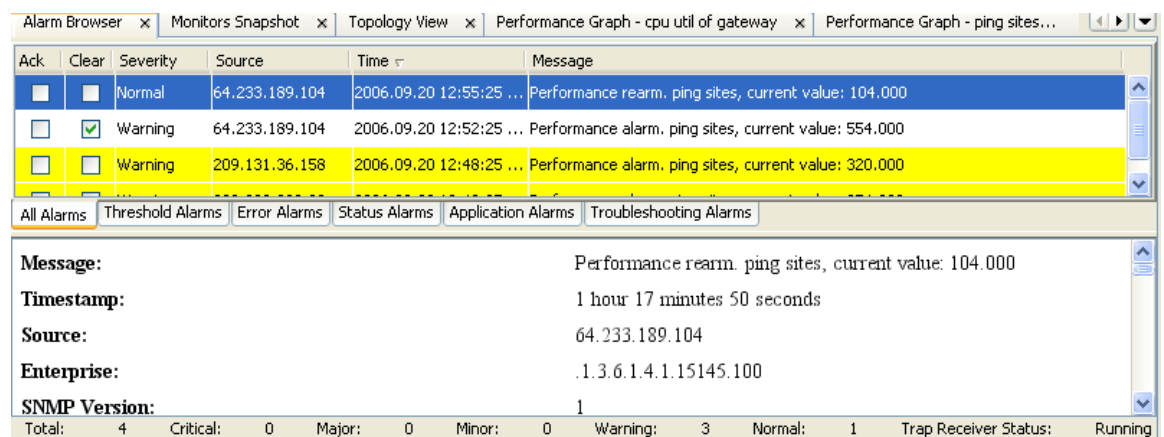 Alarm Browser x Monitors Snapshot x Topology View x Performance Graph - cpu util of gateway x Performance Graph - ping sites...
Ack Clear Severity Source Time Message
Normal 64.233.189.104 2006.09.20 12:55:25 ... Performance rearm. ping sites, current value: 104.000
Warning 64.233.189.104 2006.09.20 12:52:25 ... Performance alarm. ping sites, current value: 554.000
Warning 209.131.36.158 2006.09.20 12:48:25 ... Performance alarm. ping sites, current value: 320.000
All Alarms Threshold Alarms Error Alarms Status Alarms Application Alarms Troubleshooting Alarms
Message: Performance rearm. ping sites, current value: 104.000
Timestamp: 1 hour 17 minutes 50 seconds
Source: 64.233.189.104
Enterprise: .1.3.6.1.4.1.15145.100
SNMP Version: 1
Total: 4 Critical: 0 Major: 0 Minor: 0 Warning: 3 Normal: 1 Trap Receiver Status: Running